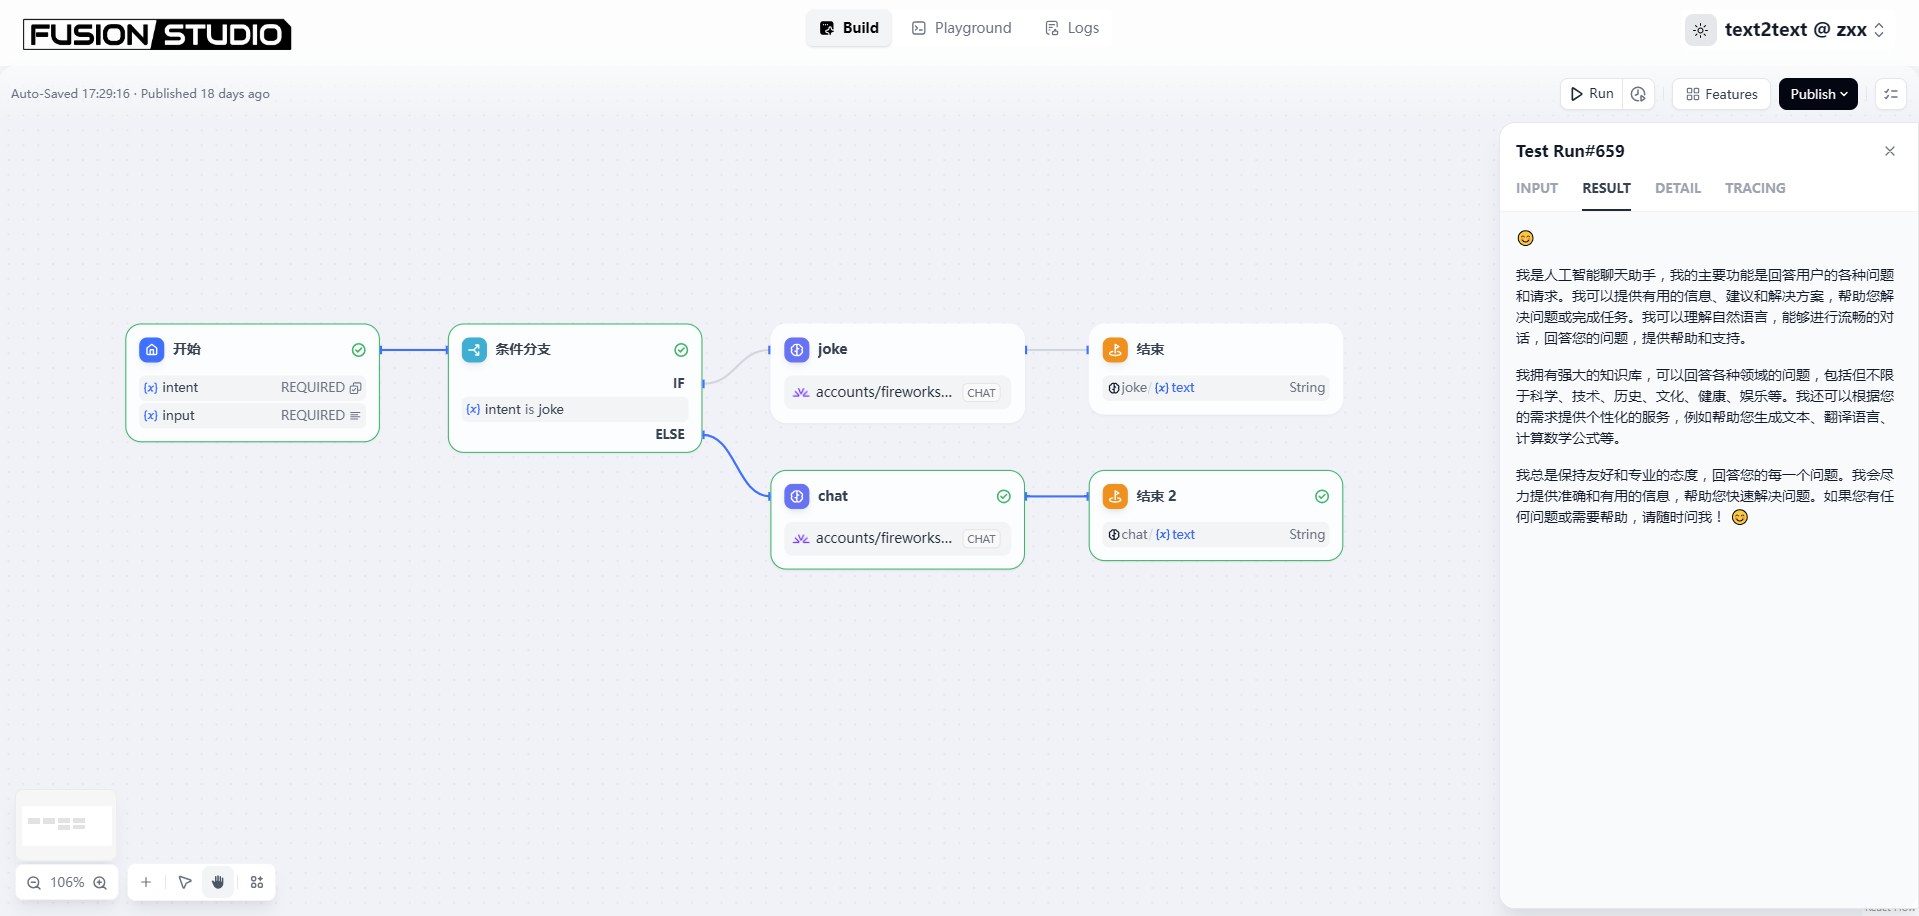 FUSION STUDIO
Build
Playground
Logs
text2text @ zxx
Auto-Saved 17:29:16 · Published 18 days ago
Run
Features
Publish
Test Run#659
INPUT
RESULT
DETAIL
TRACING
😊
我是人工智能聊天助手，我的主要功能是回答用户的各种问题
和请求。我可以提供有用的信息、建议和解决方案，帮助您解
决问题或完成任务。我可以理解自然语言，能够进行流畅的对
话，回答您的问题，提供帮助和支持。
我拥有强大的知识库，可以回答各种领域的问题，包括但不限
于科学、技术、历史、文化、健康、娱乐等。我还可以根据您
的需求提供个性化的服务，例如帮助您生成文本、翻译语言、
计算数学公式等。
我总是保持友好和专业的态度，回答您的每一个问题。我会尽
力提供准确和有用的信息，帮助您快速解决问题。如果您有任
何问题或需要帮助，请随时问我！ 😊
开始
{x} intent REQUIRED
{x} input REQUIRED
条件分支
IF
{x} intent is joke
ELSE
joke
accounts/fireworks... CHAT
结束
joke/ {x} text String
chat
accounts/fireworks... CHAT
结束 2
chat/ {x} text String
106%